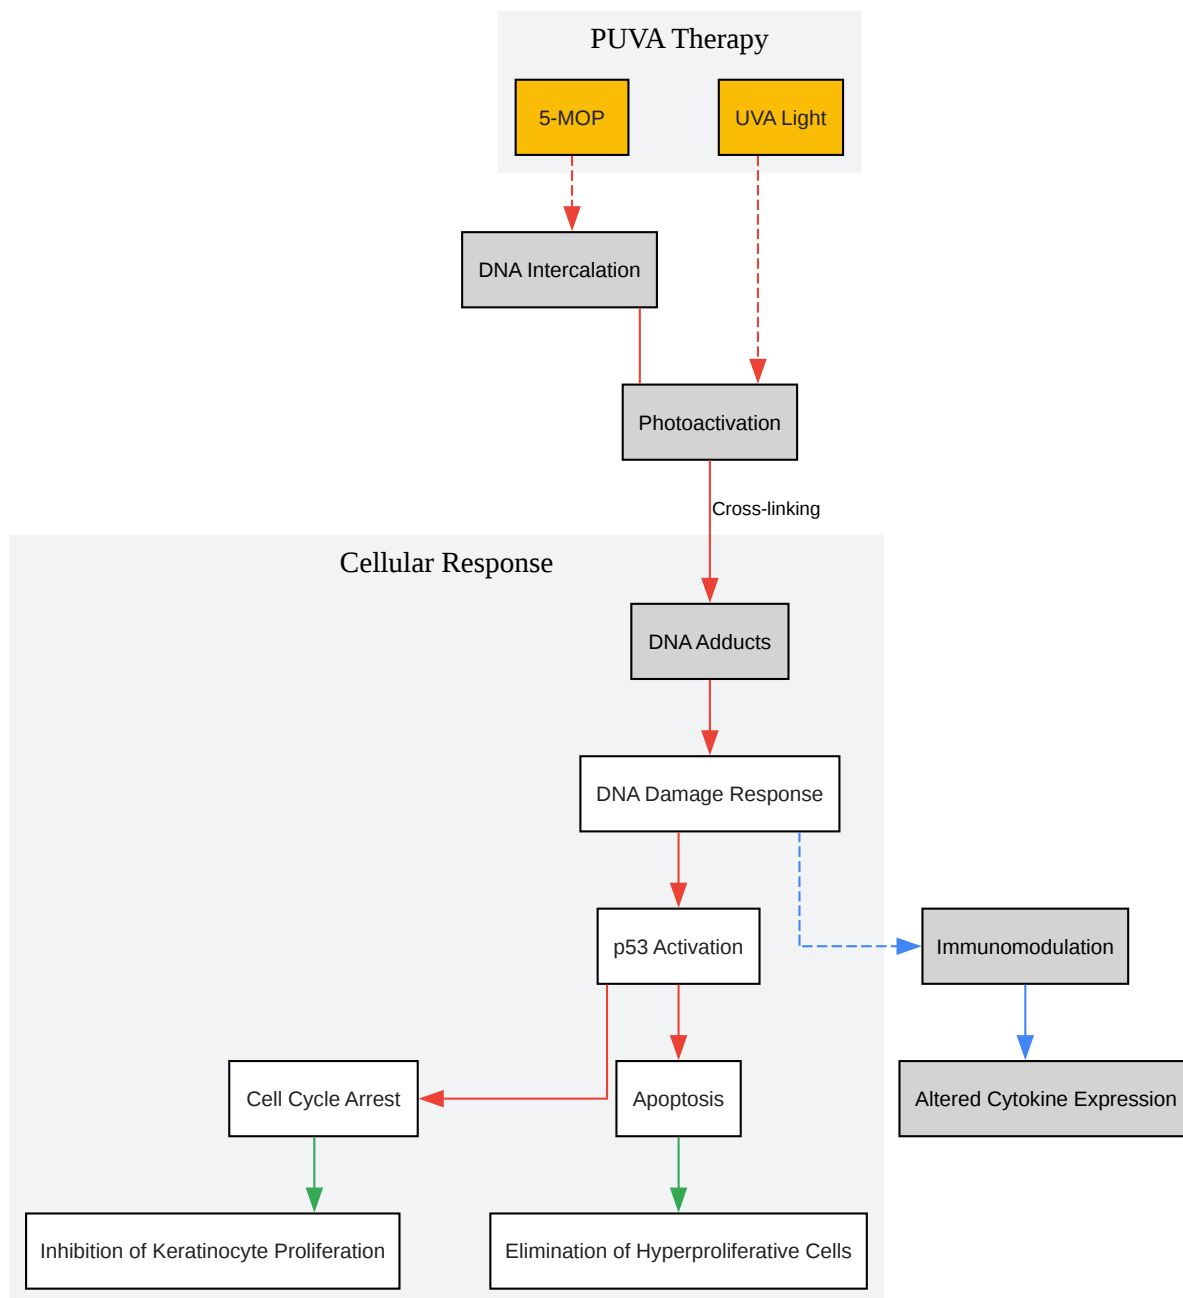 PUVA Therapy
5-MOP
UVA Light
DNA Intercalation
Photoactivation
Cross-linking
Cellular Response
DNA Adducts
DNA Damage Response
p53 Activation
Immunomodulation
Cell Cycle Arrest
Apoptosis
Altered Cytokine Expression
Inhibition of Keratinocyte Proliferation
Elimination of Hyperproliferative Cells